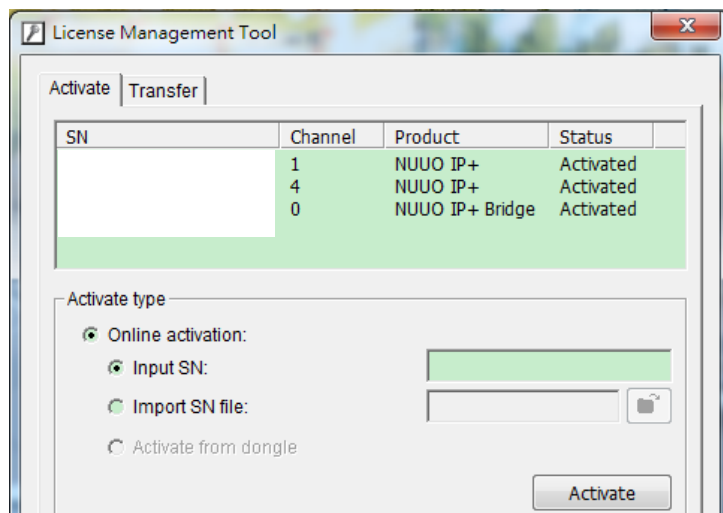 License Management Tool
Activate Transfer
SN Channel Product Status
1 NUUO IP+ Activated
4 NUUO IP+ Activated
0 NUUO IP+ Bridge Activated
Activate type
Online activation:
Input SN:
Import SN file:
Activate from dongle
Activate